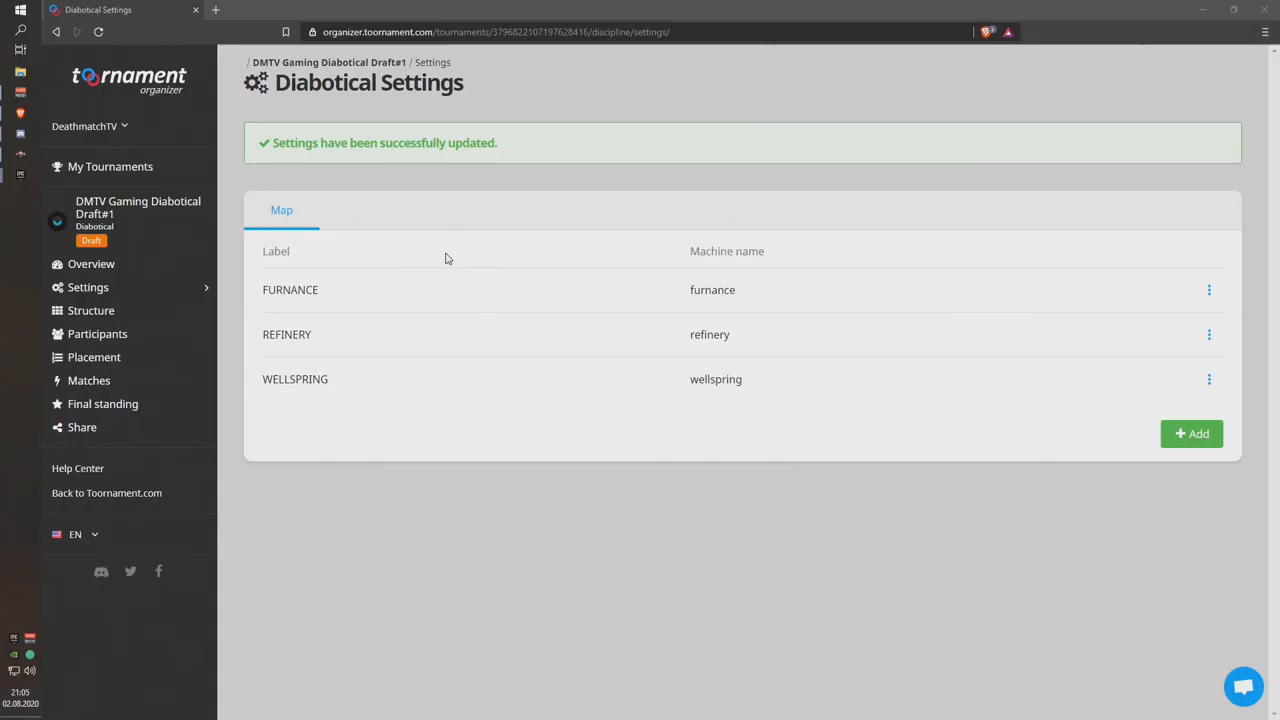 Diabotical Settings
organizer.toornament.com/tournaments/3796822107197628416/discipline/settings/
toornament
organizer
DeathmatchTV
My Tournaments
DMTV Gaming Diabotical
Draft#1
Diabotical
Draft
Overview
Settings
Structure
Participants
Placement
Matches
Final standing
Share
Help Center
Back to Toornament.com
EN
/ DMTV Gaming Diabotical Draft#1 / Settings
Diabotical Settings
Settings have been successfully updated.
Map
Label
Machine name
FURNANCE
furnance
REFINERY
refinery
WELLSPRING
wellspring
+ Add
21:05
02.08.2020